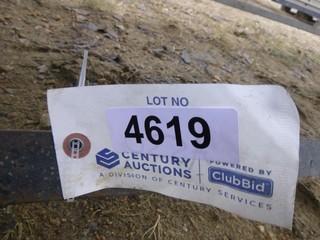 LOT NO
4619
CENTURY
AUCTIONS
A DIVISION OF CENTURY SERVICES
POWERED BY
ClubBid